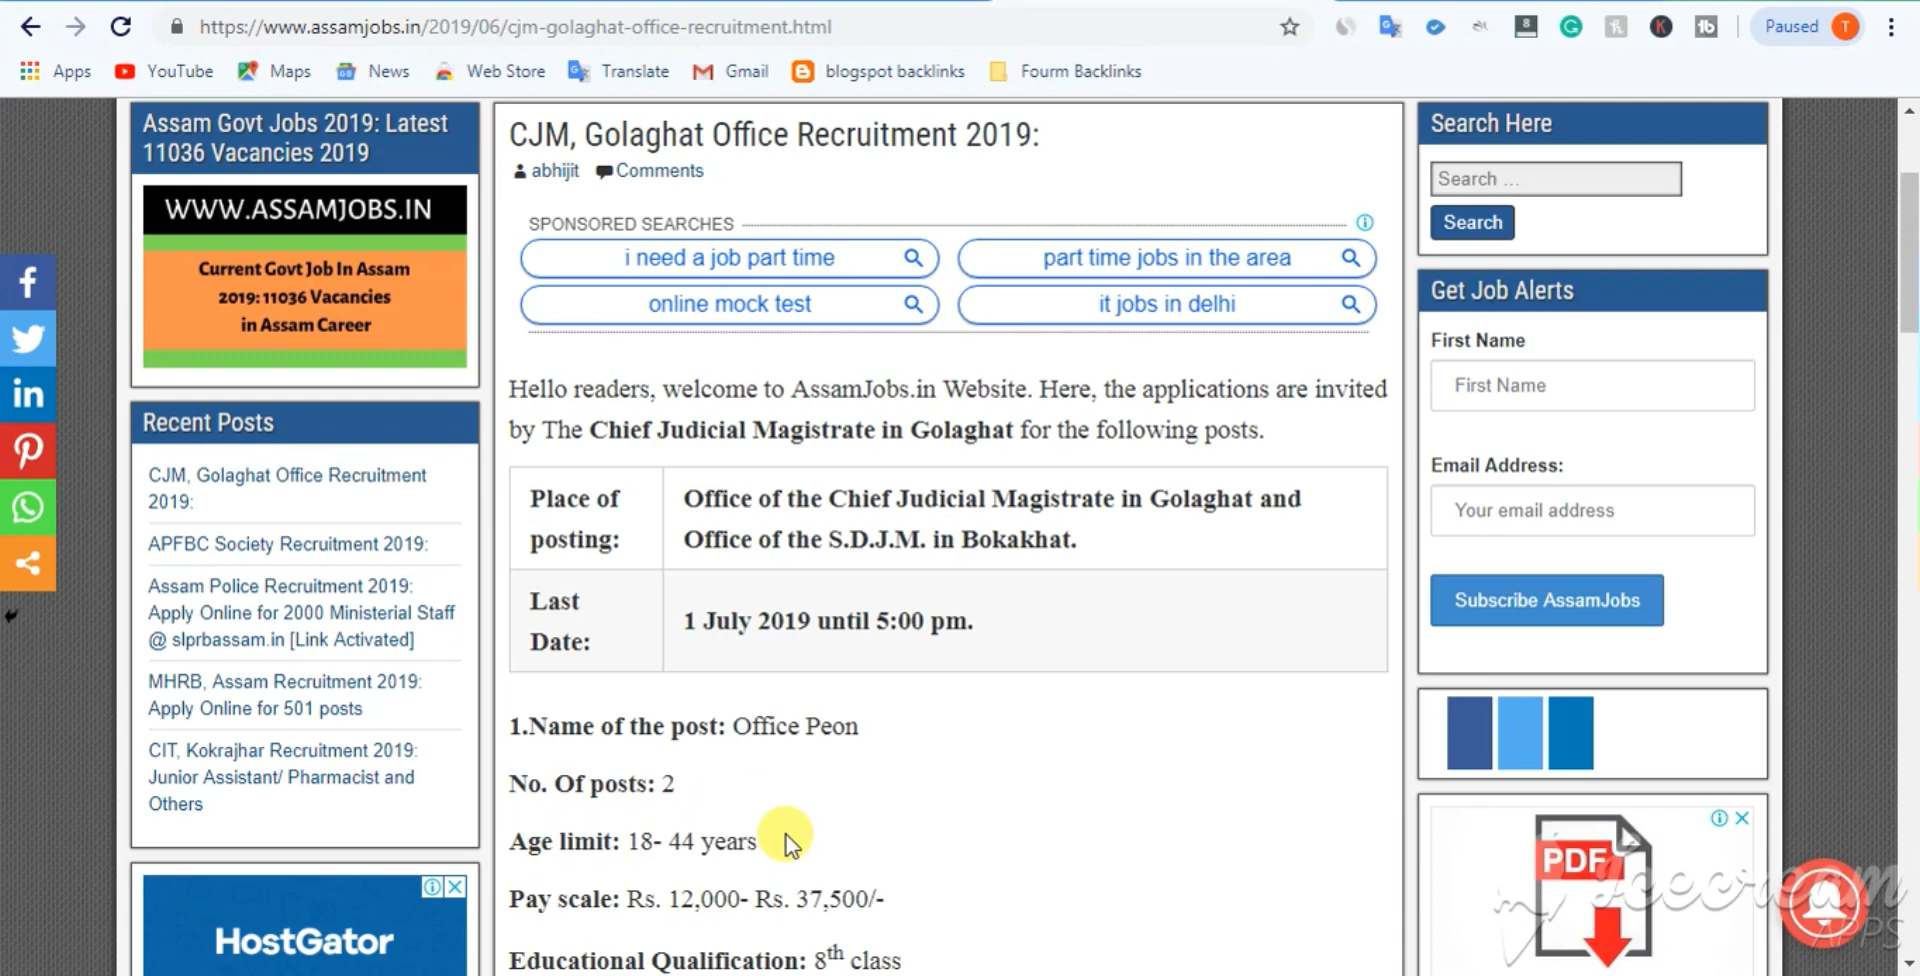 https://www.assamjobs.in/2019/06/cjm-golaghat-office-recruitment.html
Paused
T
Apps
YouTube
Maps
News
Web Store
Translate
Gmail
blogspot backlinks
Fourm Backlinks
Assam Govt Jobs 2019: Latest
11036 Vacancies 2019
WWW.ASSAMJOBS.IN
Current Govt Job In Assam
2019: 11036 Vacancies
in Assam Career
Recent Posts
CJM, Golaghat Office Recruitment
2019:
APFBC Society Recruitment 2019:
Assam Police Recruitment 2019:
Apply Online for 2000 Ministerial Staff
@ slprbassam.in [Link Activated]
MHRB, Assam Recruitment 2019:
Apply Online for 501 posts
CIT, Kokrajhar Recruitment 2019:
Junior Assistant/ Pharmacist and
Others
HostGator
CJM, Golaghat Office Recruitment 2019:
abhijit Comments
SPONSORED SEARCHES
i need a job part time
part time jobs in the area
online mock test
it jobs in delhi
Hello readers, welcome to AssamJobs.in Website. Here, the applications are invited
by The Chief Judicial Magistrate in Golaghat for the following posts.
Place of
posting:
Office of the Chief Judicial Magistrate in Golaghat and
Office of the S.D.J.M. in Bokakhat.
Last
Date:
1 July 2019 until 5:00 pm.
1.Name of the post: Office Peon
No. Of posts: 2
Age limit: 18- 44 years
Pay scale: Rs. 12,000- Rs. 37,500/-
Educational Qualification: 8th class
Search Here
Search ...
Search
Get Job Alerts
First Name
First Name
Email Address:
Your email address
Subscribe AssamJobs
PDF
Icecream
APPS